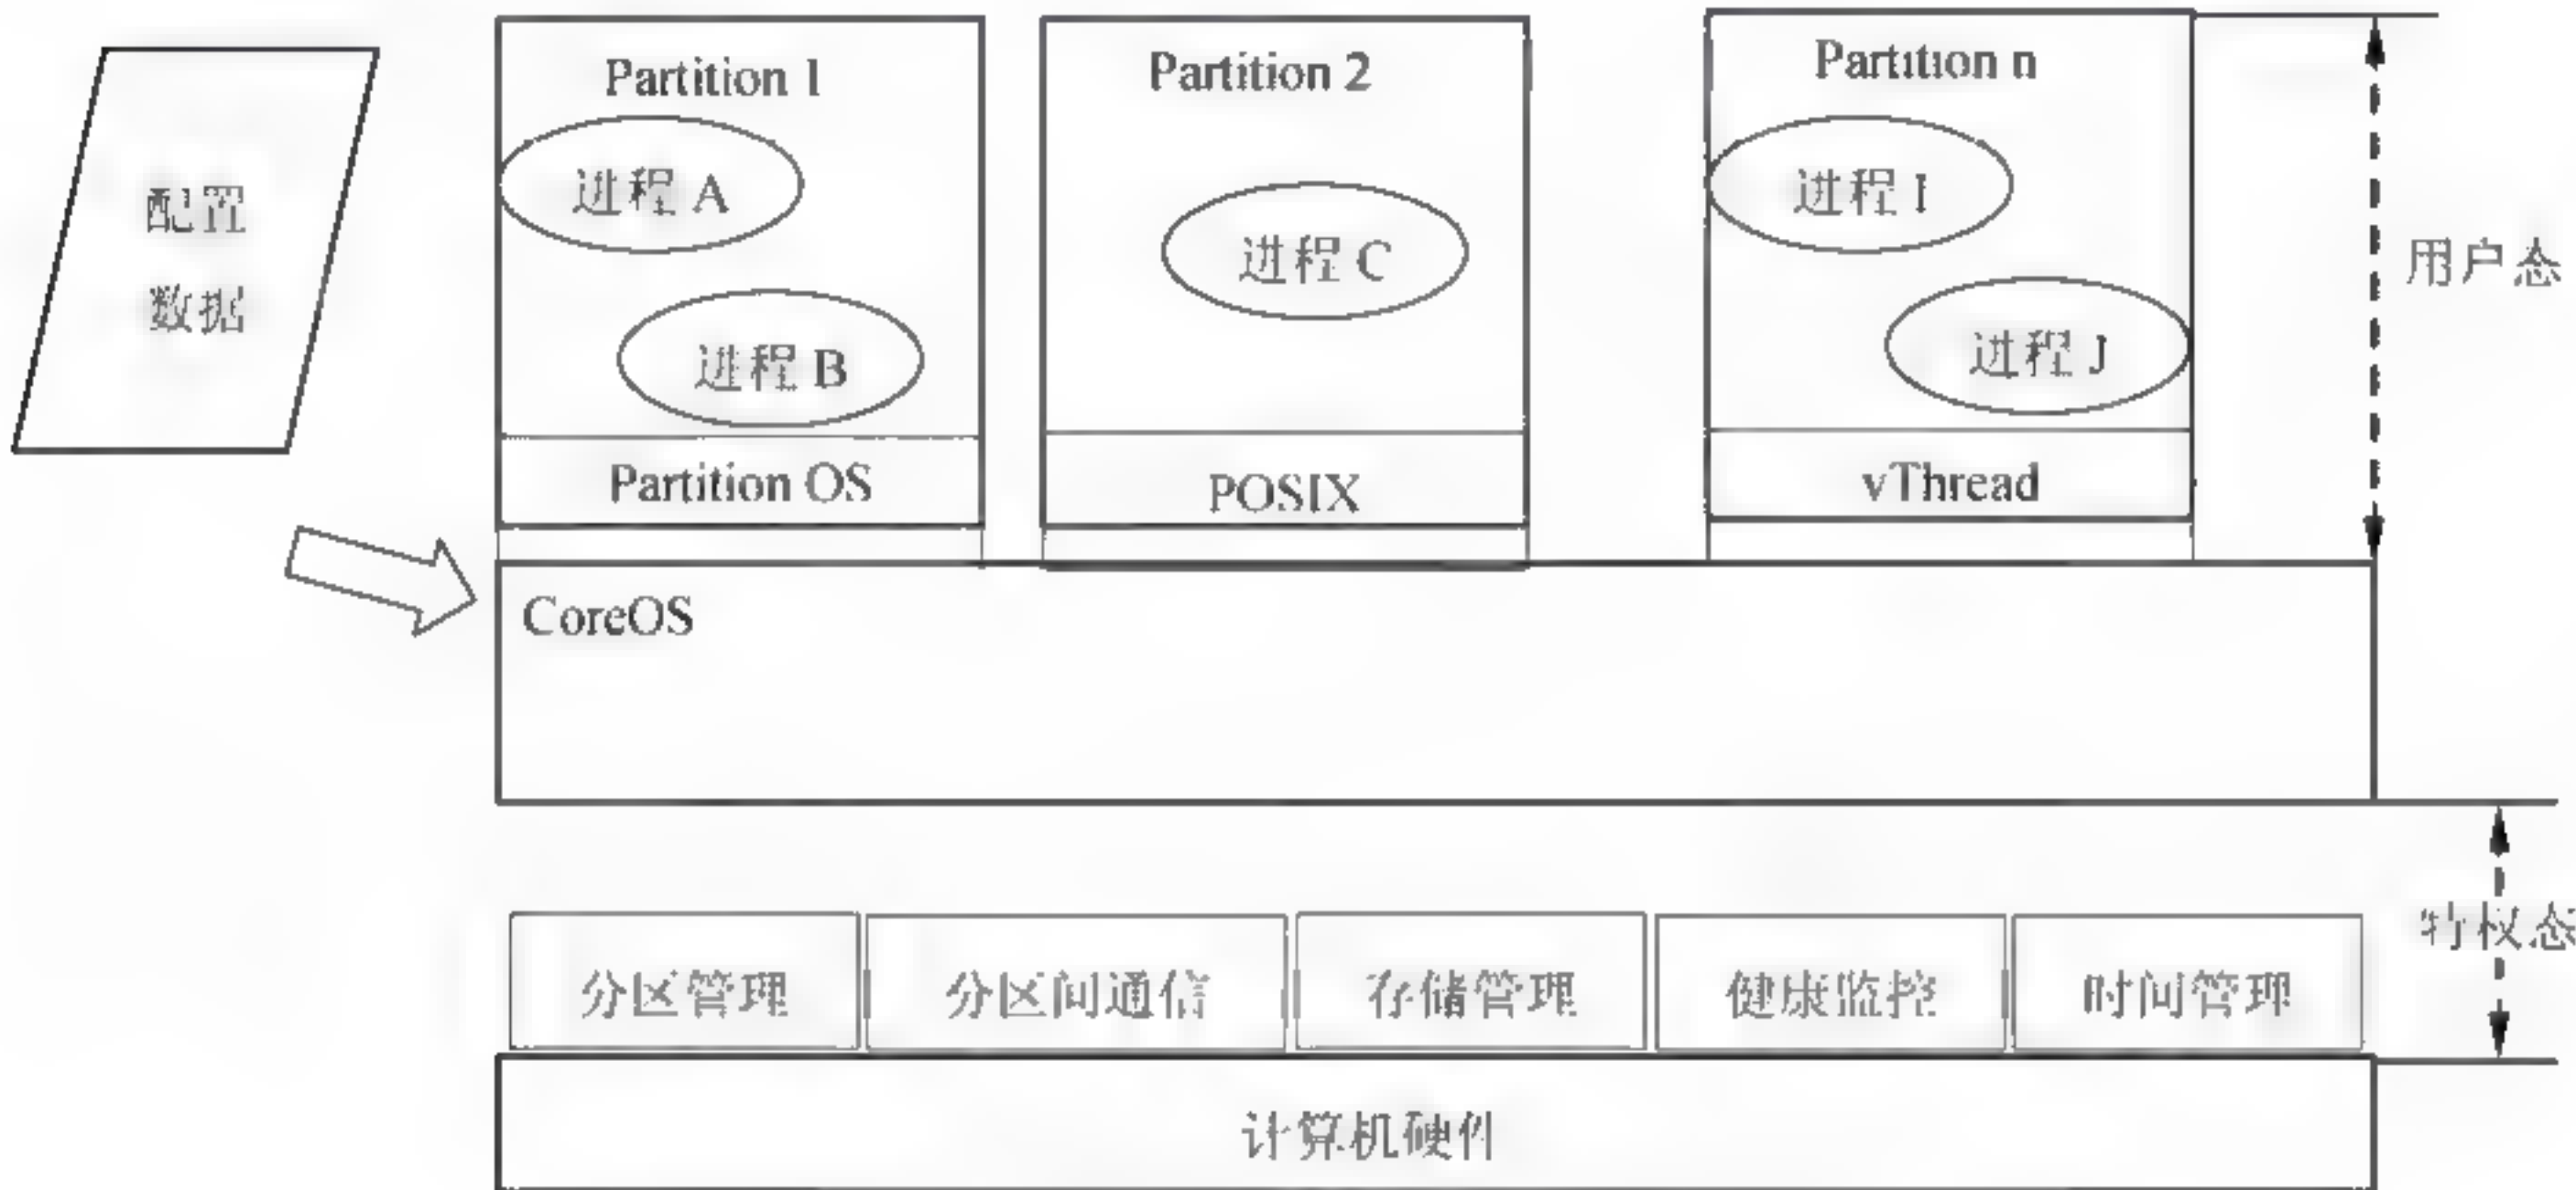 配置
数据
Partition 1
进程 A
进程 B
Partition OS
Partition 2
进程 C
POSIX
Partition n
进程 I
进程 J
vThread
用户态
CoreOS
特权态
分区管理
分区间通信
存储管理
健康监控
时间管理
计算机硬件